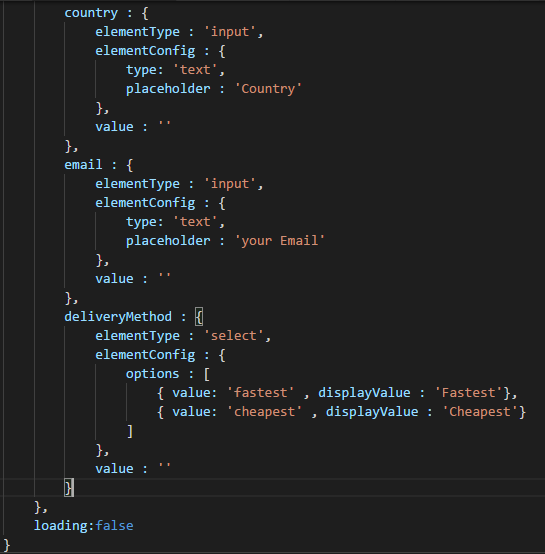 country : {
elementType : 'input',
elementConfig : {
type: 'text',
placeholder : 'Country'
},
value : ''
},
email : {
elementType : 'input',
elementConfig : {
type: 'text',
placeholder : 'your Email'
},
value : ''
},
deliveryMethod : {
elementType : 'select',
elementConfig : {
options : [
{ value: 'fastest' , displayValue : 'Fastest'},
{ value: 'cheapest' , displayValue : 'Cheapest'}
]
},
value : ''
}
},
loading:false
}